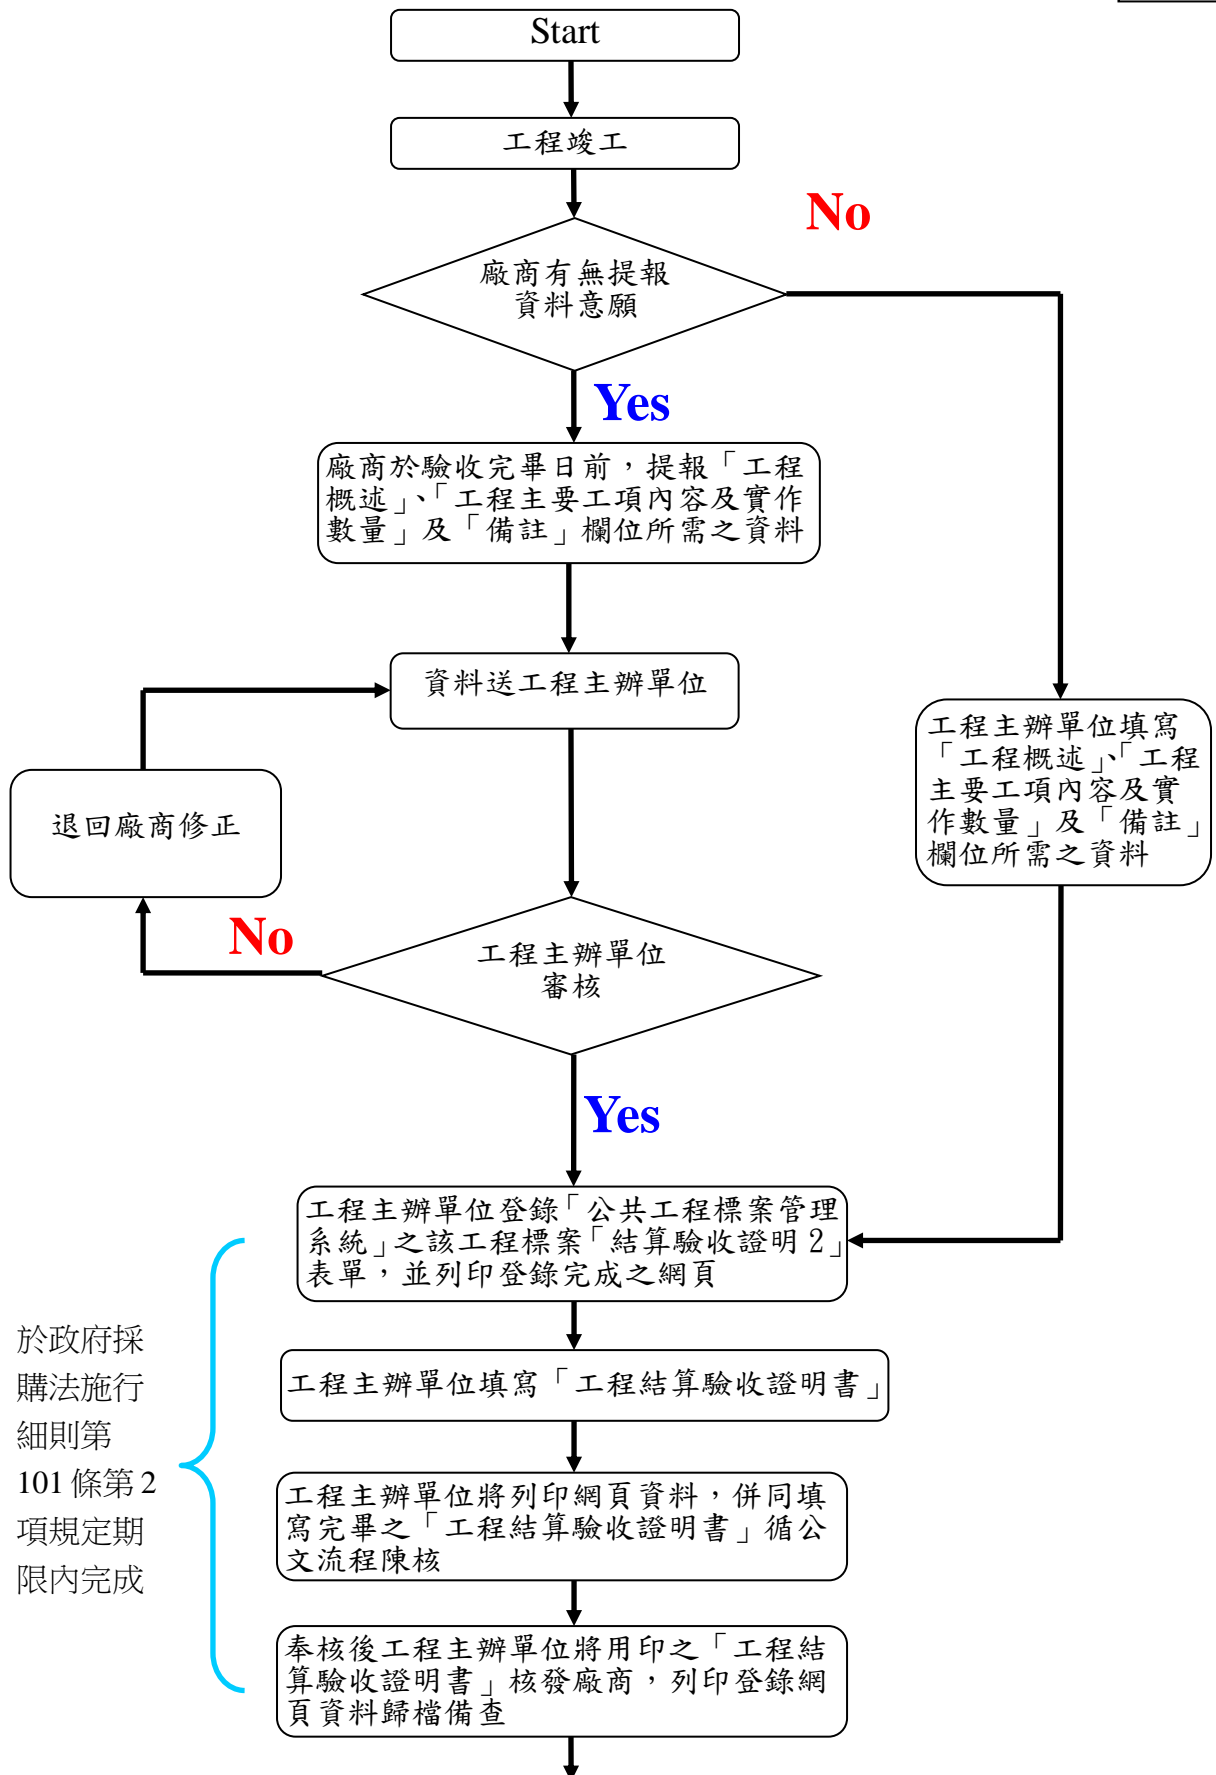 Start
工程竣工
No
廠商有無提報
資料意願
Yes
廠商於驗收完畢日前，提報「工程
概述」、「工程主要工項內容及實作
數量」及「備註」欄位所需之資料
資料送工程主辦單位
工程主辦單位填寫
「工程概述」、「工程
主要工項內容及實
作數量」及「備註」
欄位所需之資料
退回廠商修正
No
工程主辦單位
審核
Yes
工程主辦單位登錄「公共工程標案管理
系統」之該工程標案「結算驗收證明2」
表單，並列印登錄完成之網頁
於政府採
購法施行
細則第
101條第2
項規定期
限內完成
工程主辦單位填寫「工程結算驗收證明書」
工程主辦單位將列印網頁資料，併同填
寫完畢之「工程結算驗收證明書」循公
文流程陳核
奉核後工程主辦單位將用印之「工程結
算驗收證明書」核發廠商，列印登錄網
頁資料歸檔備查